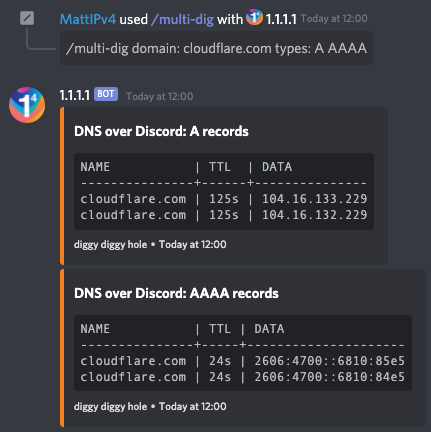 MattIPv4 used /multi-dig with 1.1.1.1 Today at 12:00
/multi-dig domain: cloudflare.com types: A AAAA
1.1.1.1 BOT Today at 12:00
DNS over Discord: A records
NAME | TTL | DATA
---------------+------+---------------
cloudflare.com | 125s | 104.16.133.229
cloudflare.com | 125s | 104.16.132.229
diggy diggy hole • Today at 12:00
DNS over Discord: AAAA records
NAME | TTL | DATA
---------------+-----+---------------------
cloudflare.com | 24s | 2606:4700::6810:85e5
cloudflare.com | 24s | 2606:4700::6810:84e5
diggy diggy hole • Today at 12:00